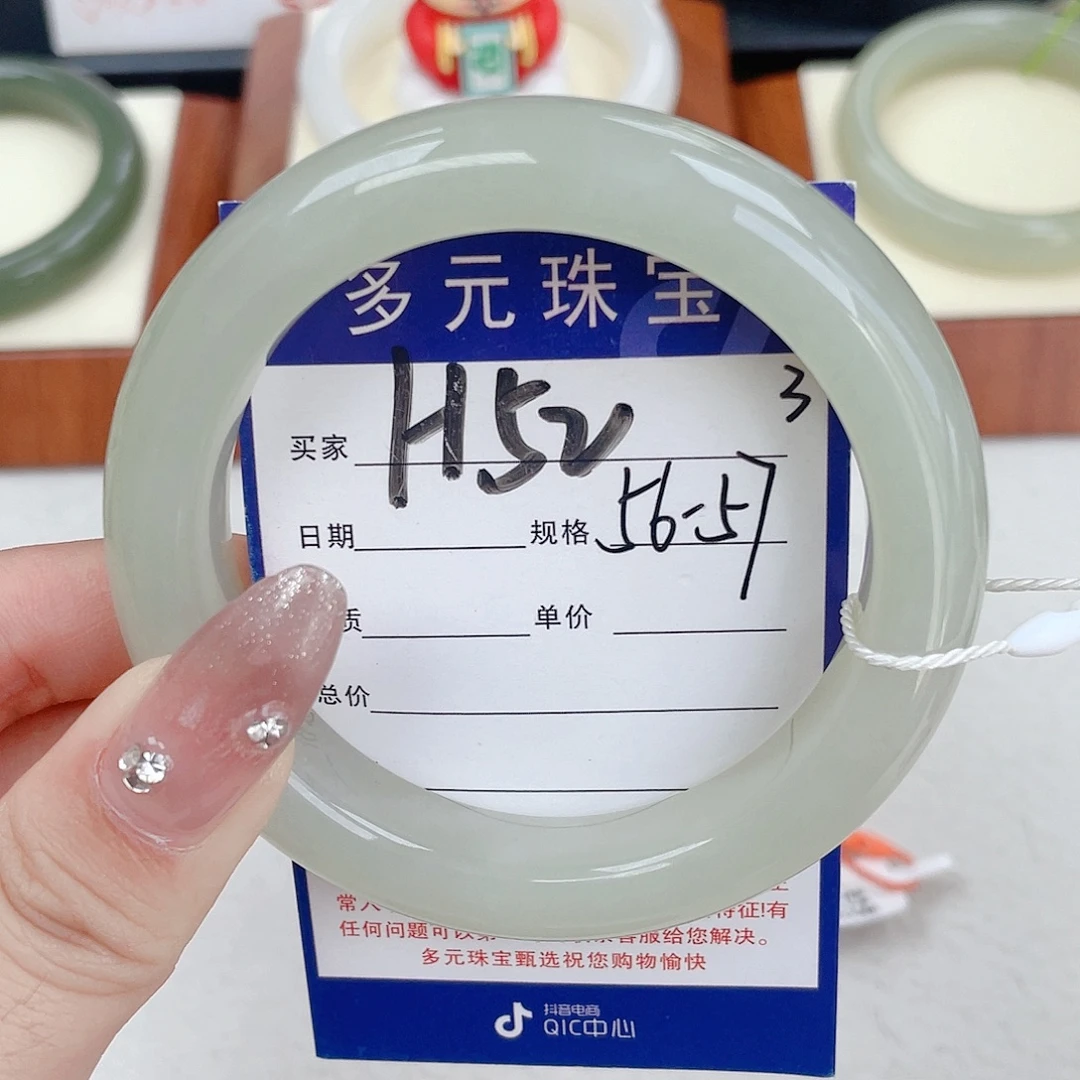 多元珠宝
3
买家 H52
日期 规格 56-57
质 单价
总价
任何问题可以第 客服给您解决。
多元珠宝甄选祝您购物愉快
抖音电商
QIC中心